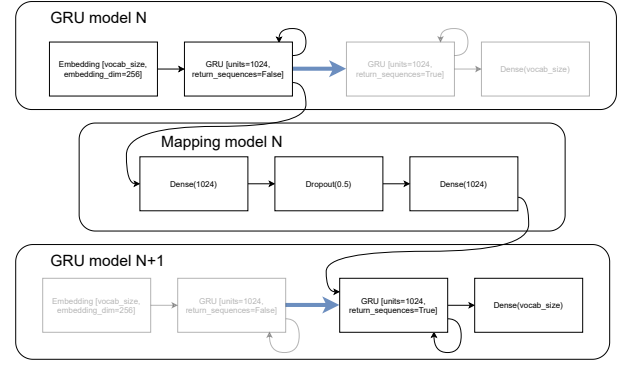 GRU model N
Embedding [vocab_size,
embedding_dim=256]
GRU [units=1024,
return_sequences=False]
GRU [units=1024,
return_sequences=True]
Dense(vocab_size)
Mapping model N
Dense(1024)
Dropout(0.5)
Dense(1024)
GRU model N+1
Embedding [vocab_size,
embedding_dim=256]
GRU [units=1024,
return_sequences=False]
GRU [units=1024,
return_sequences=True]
Dense(vocab_size)